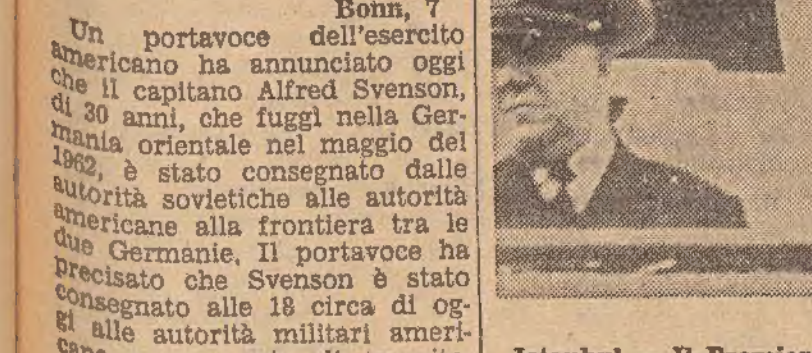 Bonn, 7
Un portavoce dell'esercito
americano ha annunciato oggi
che il capitano Alfred Svenson,
di 30 anni, che fuggì nella Ger-
mania orientale nel maggio del
1962, è stato consegnato dalle
autorità sovietiche alle autorità
americane alla frontiera tra le
due Germanie. Il portavoce ha
precisato che Svenson è stato
consegnato alle 18 circa di og-
gi alle autorità militari ameri-